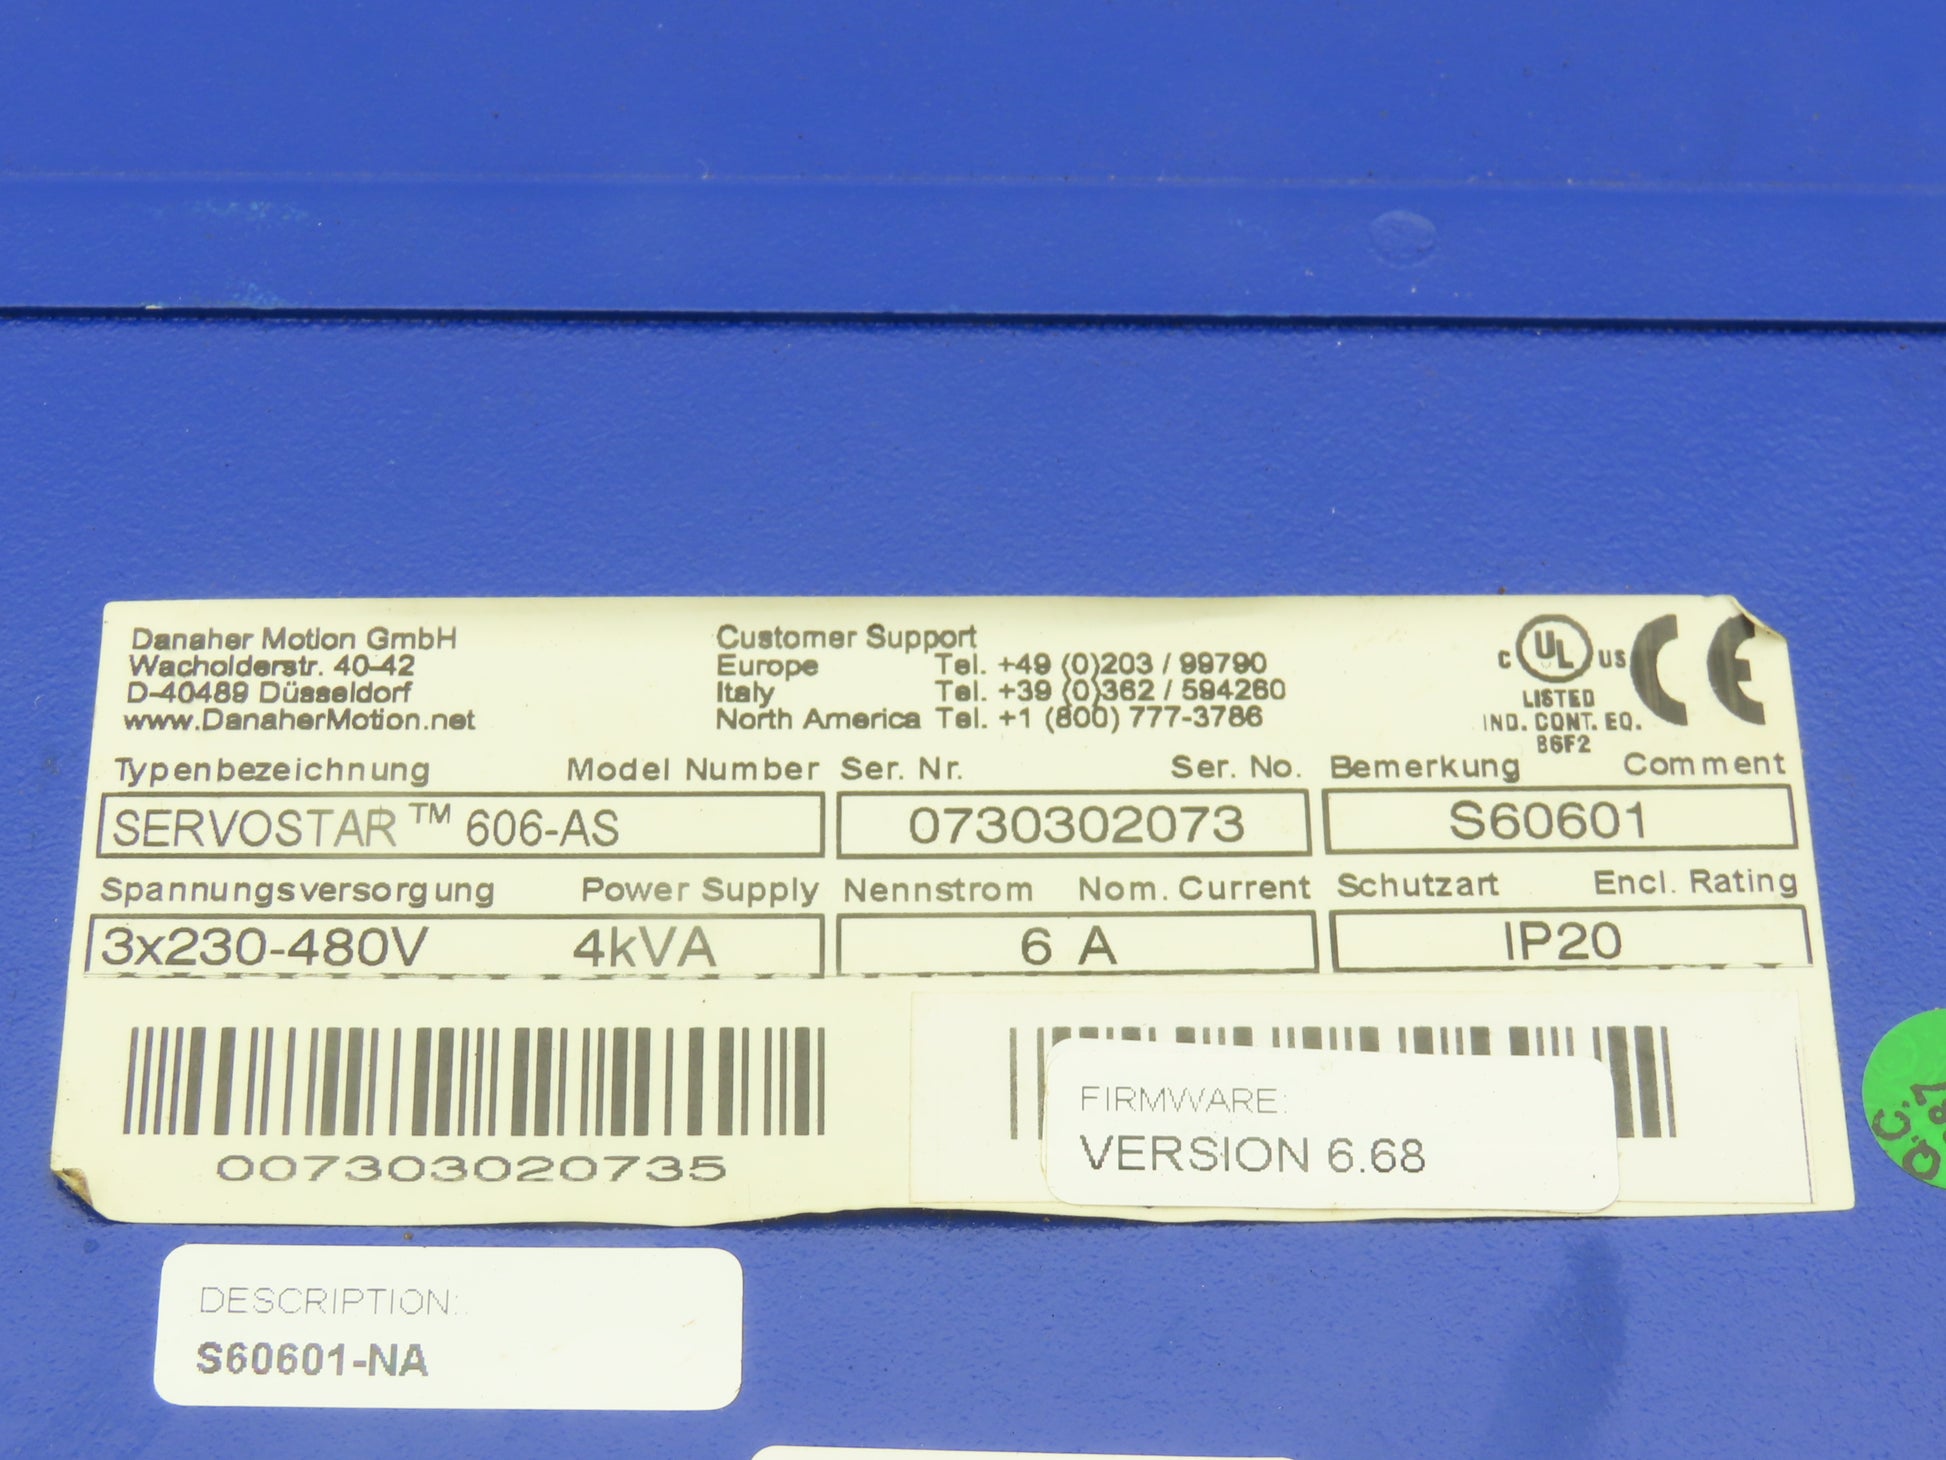 Danaher Motion GmbH
Wacholderstr. 40-42
D-40489 Düsseldorf
www.DanaherMotion.net
Customer Support
Europe Tel. +49 (0)203 / 99790
Italy Tel. +39 (0)362 / 594260
North America Tel. +1 (800) 777-3786
C UL US
LISTED
IND. CONT. EQ.
86F2
CE
Typenbezeichnung Model Number
SERVOSTAR™ 606-AS
Ser. Nr. Ser. No.
0730302073
Bemerkung Comment
S60601
Spannungsversorgung Power Supply
3x230-480V 4kVA
Nennstrom Nom. Current
6 A
Schutzart Encl. Rating
IP20
007303020735
FIRMWARE:
VERSION 6.68
DESCRIPTION:
S60601-NA
Q.C.